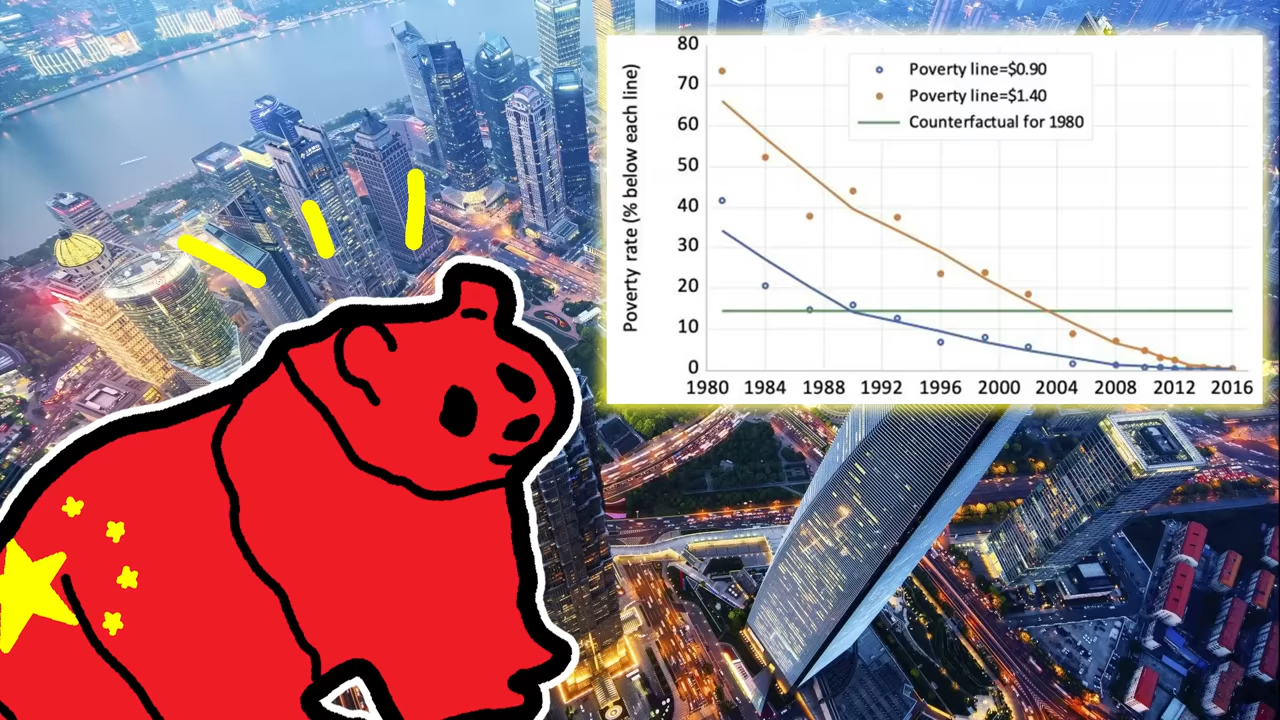 Poverty rate (% below each line)
80
70
60
50
40
30
20
10
0
Poverty line=$0.90
Poverty line=$1.40
Counterfactual for 1980
1980 1984 1988 1992 1996 2000 2004 2008 2012 2016